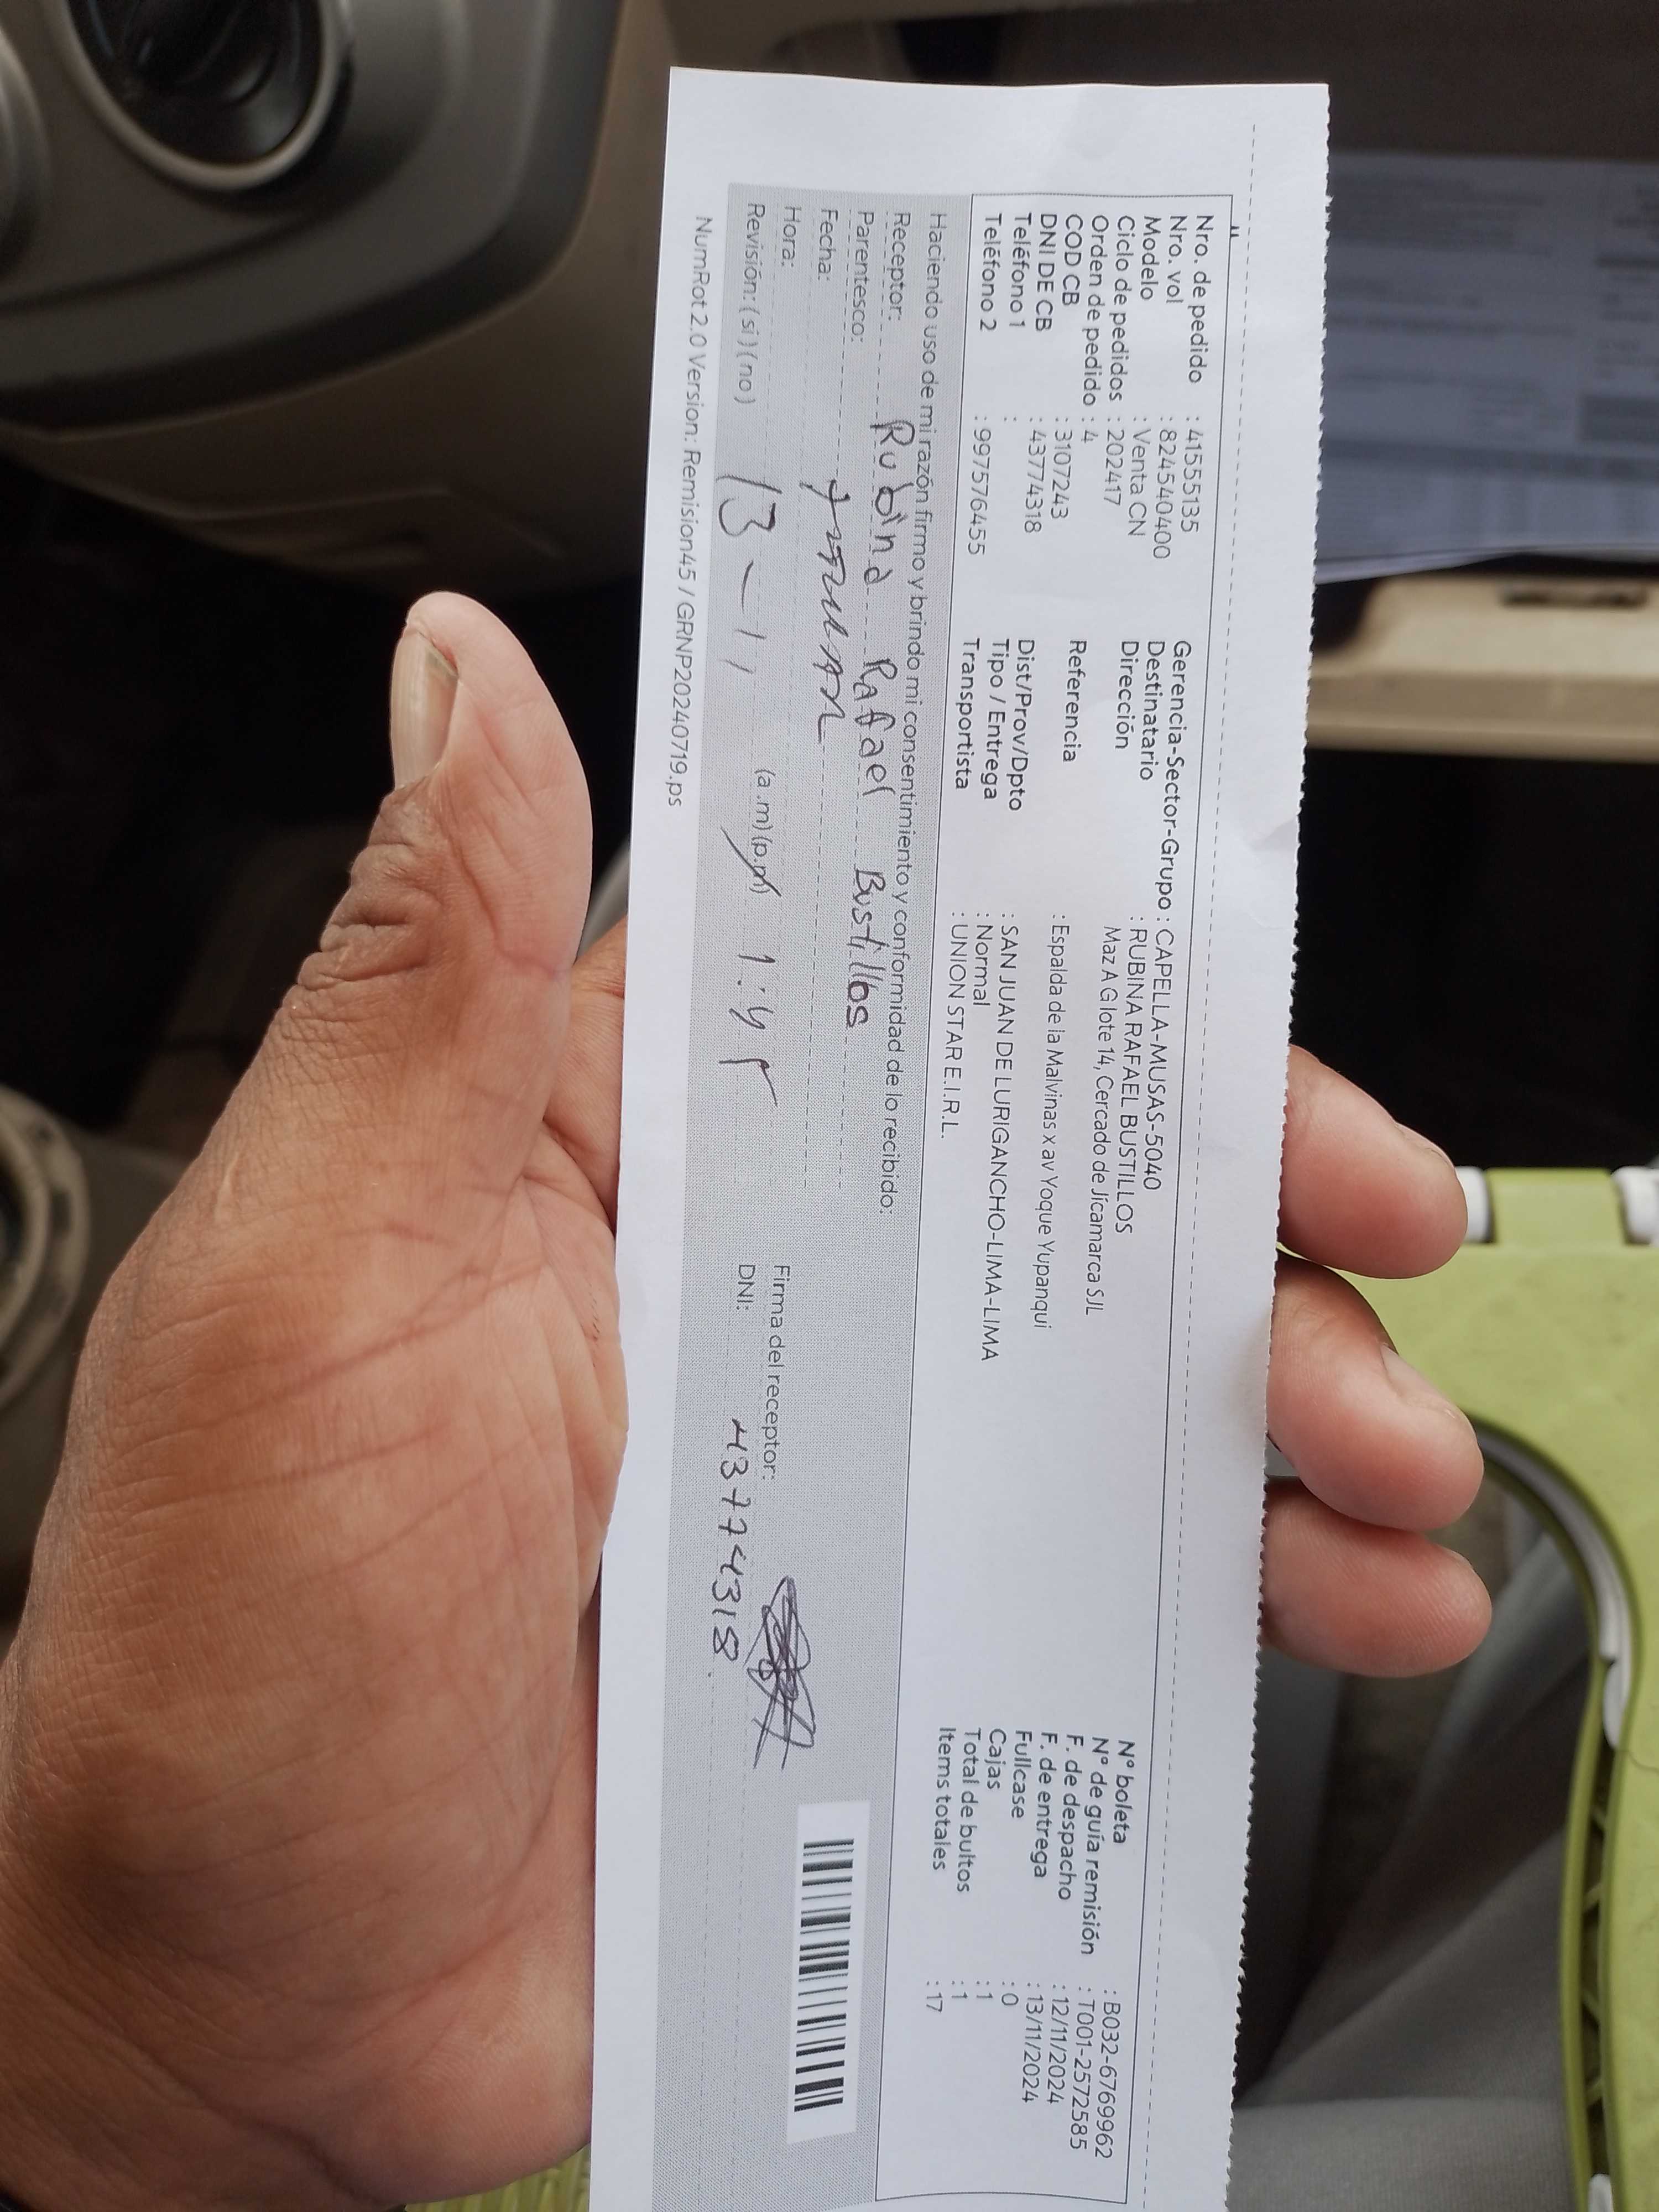 Nro. de pedido : 41555135
Nro. vol : 824540400
Modelo : Venta CN
Ciclo de pedidos : 202417
Orden de pedido : 4
COD CB : 3107243
DNI DE CB : 43774318
Teléfono 1 :
Teléfono 2 : 997576455
Gerencia-Sector-Grupo : CAPELLA-MUSAS-5040
Destinatario : RUBINA RAFAEL BUSTILLOS
Dirección Maz A G lote 14, Cercado de Jícamarca SJL
Referencia : Espalda de la Malvinas x av Yoque Yupanqui
Dist/Prov/Dpto : SAN JUAN DE LURIGANCHO-LIMA-LIMA
Tipo / Entrega : Normal
Transportista : UNION STAR E.I.R.L.
N° boleta : B032-6769962
N° de guía remisión : T001-2572585
F. de despacho : 12/11/2024
F. de entrega : 13/11/2024
Fullcase : 0
Cajas : 1
Total de bultos : 1
Items totales : 17
Haciendo uso de mi razón firmo y brindo mi consentimiento y conformidad de lo recibido:
Receptor: Rubina Rafael Bustillos
Parentesco:
Fecha: 13-11
Hora: (a.m)(p.m) 1:45
Revisión: (si) (no)
Firma del receptor:
DNI: 43774318
NumRot 2.0 Version: Remision45 / GRNP20240719.ps